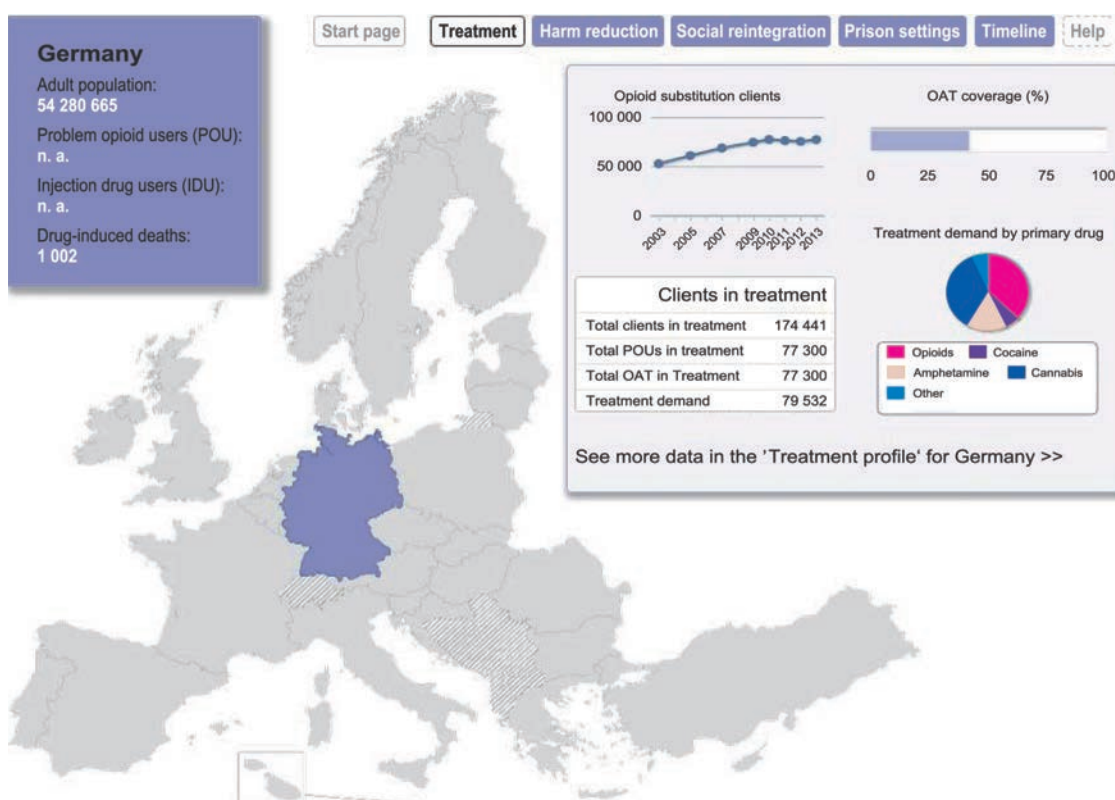 Germany
Adult population:
54 280 665
Problem opioid users (POU):
n. a.
Injection drug users (IDU):
n. a.
Drug-induced deaths:
1 002
Start page
Treatment
Harm reduction
Social reintegration
Prison settings
Timeline
Help
Opioid substitution clients
100 000
50 000
0
2003
2005
2007
2009
2010
2011
2012
2013
OAT coverage (%)
0 25 50 75 100
Treatment demand by primary drug
Opioids Cocaine
Amphetamine Cannabis
Other
Clients in treatment
Total clients in treatment 174 441
Total POUs in treatment 77 300
Total OAT in Treatment 77 300
Treatment demand 79 532
See more data in the 'Treatment profile' for Germany >>